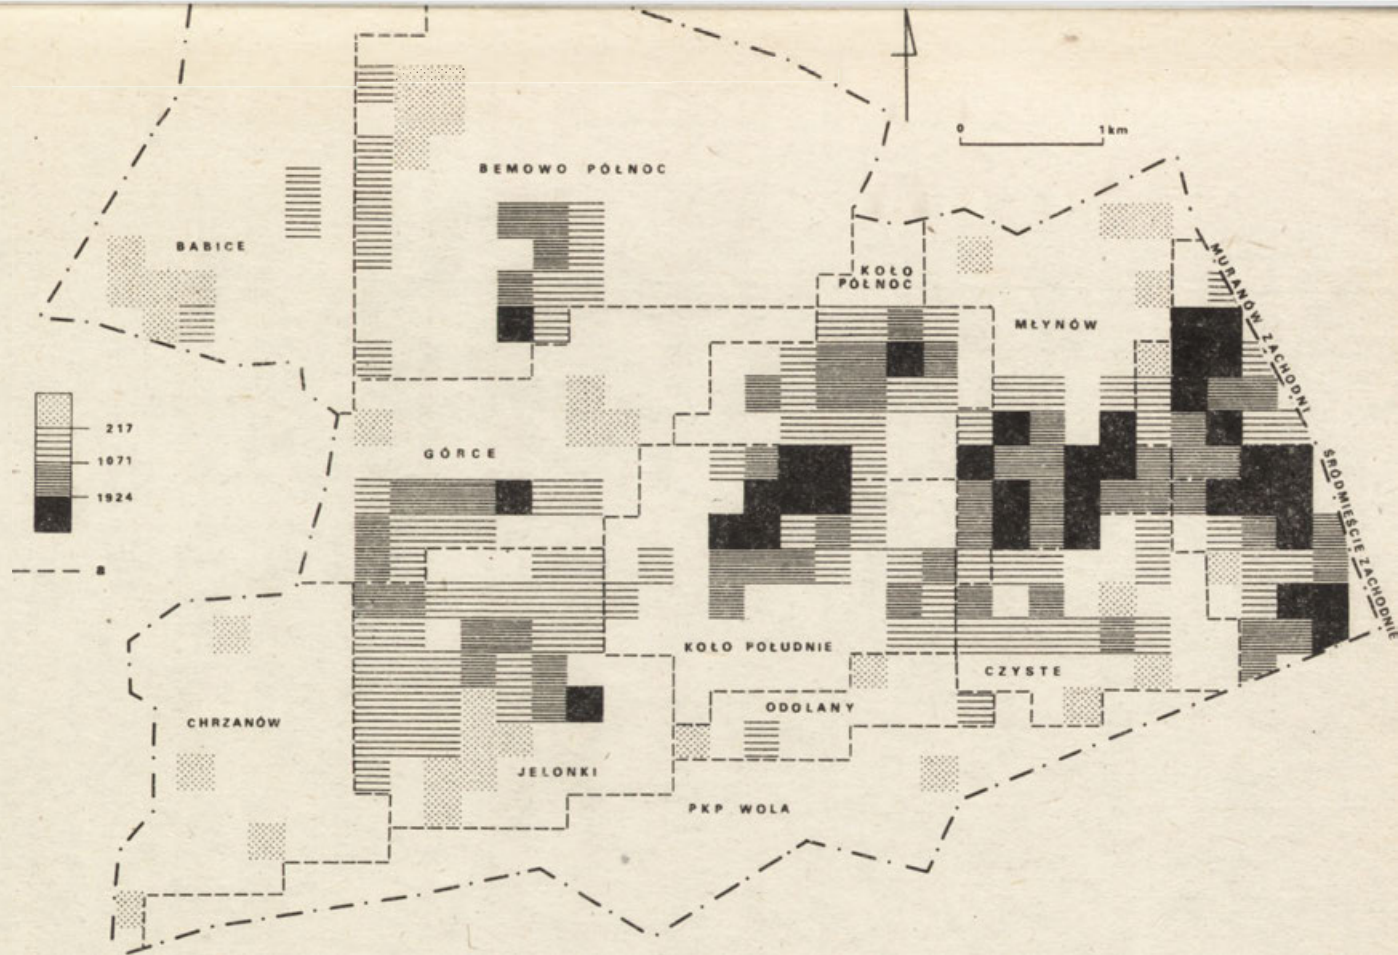 0 1km
BEMOWO PÓŁNOC
BABICE
KOŁO
PÓŁNOC
MŁYNÓW
MURANÓW ZACHODNI
217
1071
1924
GÓRCE
ŚRÓDMIEŚCIE ZACHODNIE
a
KOŁO POŁUDNIE
CZYSTE
ODOLANY
CHRZANÓW
JELONKI
PKP WOLA